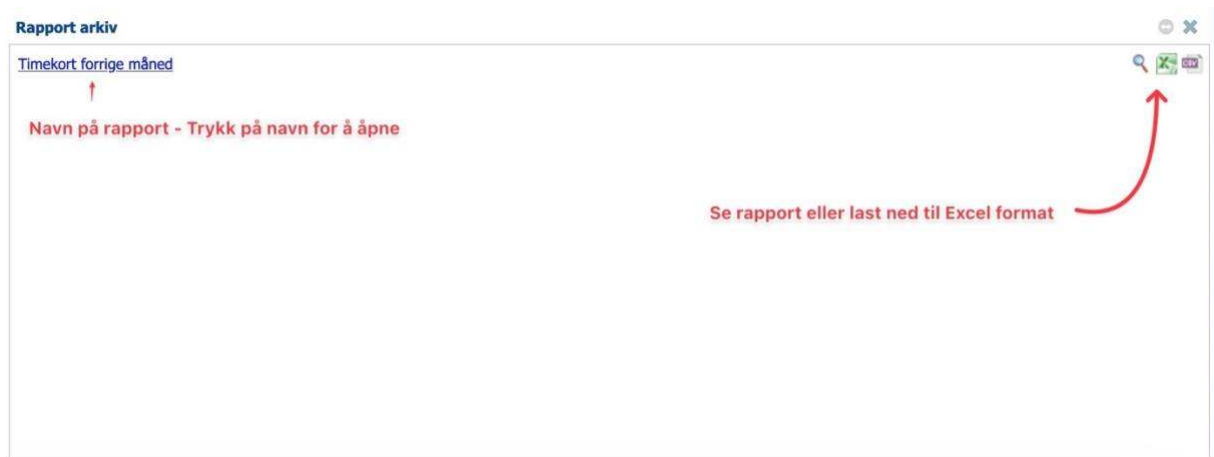 Rapport arkiv
Timekort forrige måned
CSV
Navn på rapport - Trykk på navn for å åpne
Se rapport eller last ned til Excel format